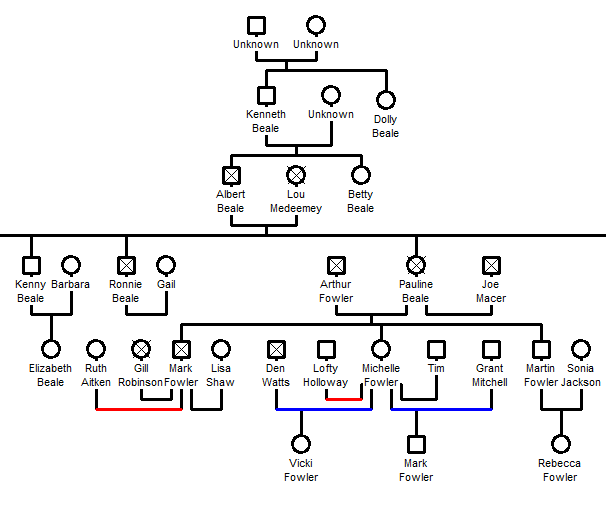 Unknown Unknown
Kenneth Unknown Dolly
Beale Beale
Albert Lou Betty
Beale Medeemey Beale
Kenny Barbara Ronnie Gail Arthur Pauline Joe
Beale Beale Fowler Beale Macer
Elizabeth Ruth Gill Mark Lisa Den Lofty Michelle Tim Grant Martin Sonia
Beale Aitken Robinson Fowler Shaw Watts Holloway Fowler Mitchell Fowler Jackson
Vicki Mark Rebecca
Fowler Fowler Fowler